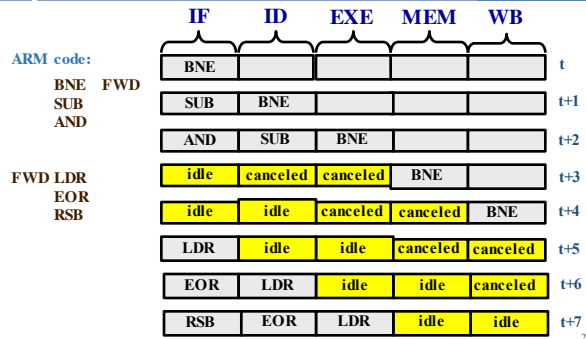 IF ID EXE MEM WB
ARM code:
BNE FWD
SUB
AND
FWD LDR
EOR
RSB
BNE t
SUB BNE t+1
AND SUB BNE t+2
idle canceled canceled BNE t+3
idle idle canceled canceled BNE t+4
LDR idle idle canceled canceled t+5
EOR LDR idle idle canceled t+6
RSB EOR LDR idle idle t+7
2